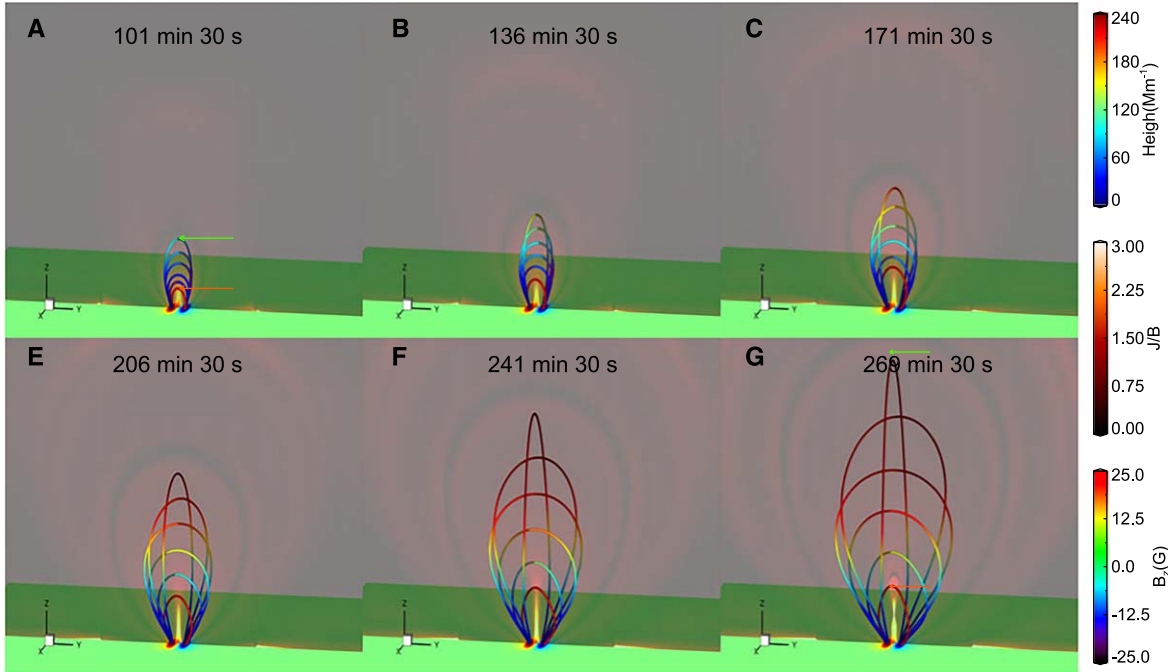 A
101 min 30 s
B
136 min 30 s
C
171 min 30 s
Z
X
Y
Z
X
Y
Z
X
Y
E
206 min 30 s
F
241 min 30 s
G
269 min 30 s
Z
X
Y
Z
X
Y
Z
X
Y
240
180
120
60
0
Heigh(Mm⁻¹)
3.00
2.25
1.50
0.75
0.00
J/B
25.0
12.5
0.0
-12.5
-25.0
B_z(G)